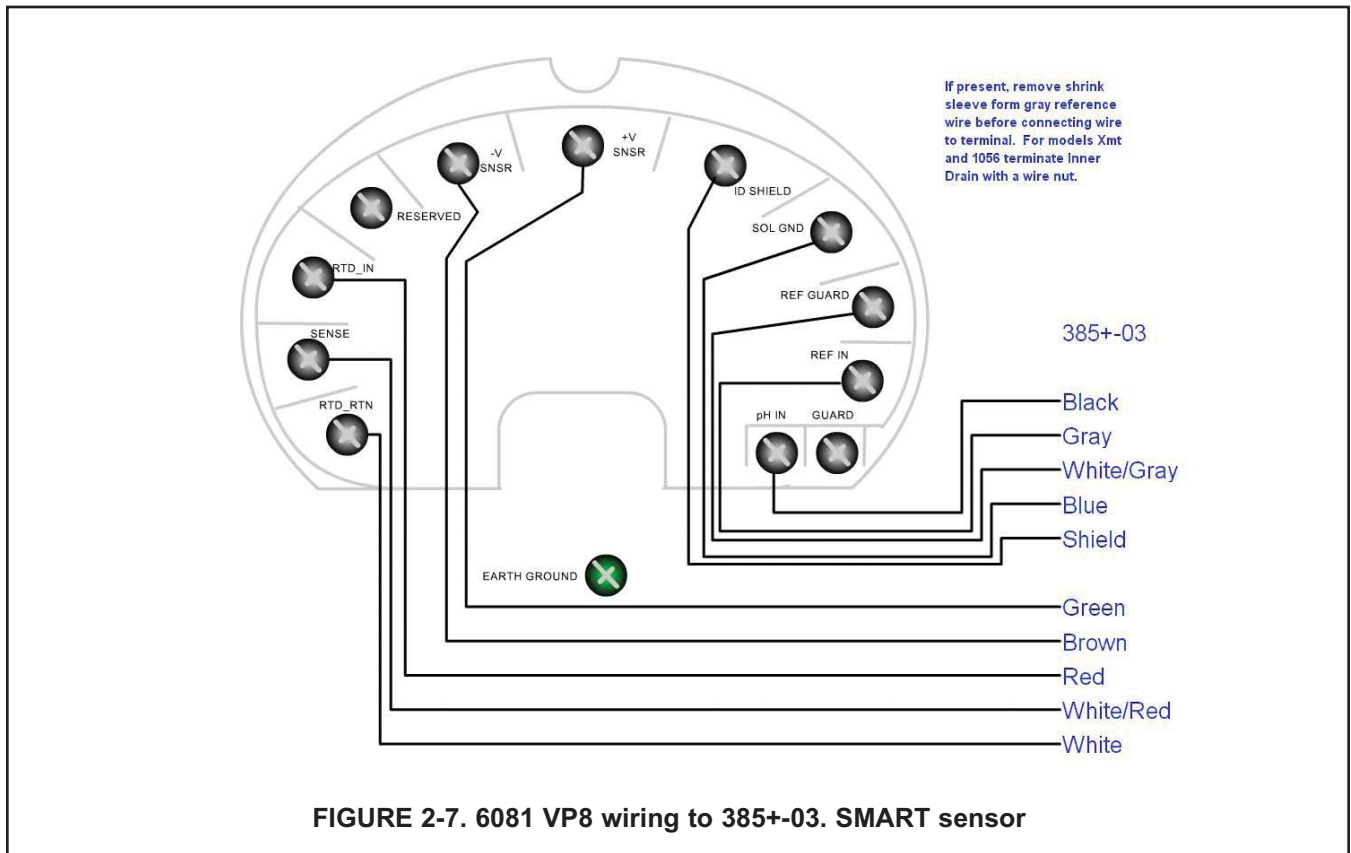 If present, remove shrink
sleeve form gray reference
wire before connecting wire
to terminal. For models Xmt
and 1056 terminate Inner
Drain with a wire nut.
-V
SNSR
+V
SNSR
ID SHIELD
RESERVED
SOL GND
RTD_IN
REF GUARD
SENSE
REF IN
RTD_RTN
pH IN
GUARD
EARTH GROUND
385+-03
Black
Gray
White/Gray
Blue
Shield
Green
Brown
Red
White/Red
White
FIGURE 2-7. 6081 VP8 wiring to 385+-03. SMART sensor